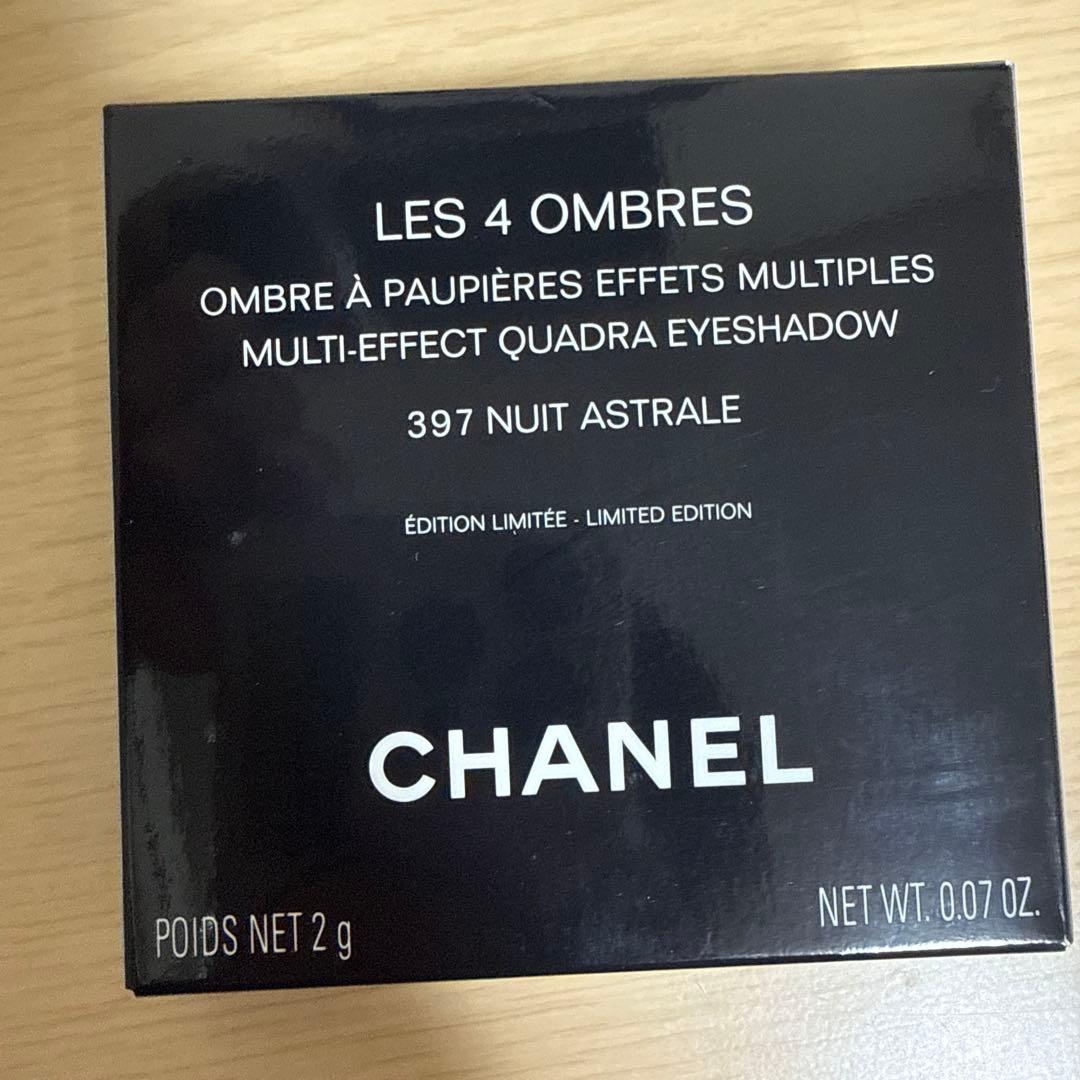 LES 4 OMBRES
OMBRE À PAUPIÈRES EFFETS MULTIPLES
MULTI-EFFECT QUADRA EYESHADOW
397 NUIT ASTRALE
ÉDITION LIMITÉE - LIMITED EDITION
CHANEL
POIDS NET 2 g
NET WT. 0.07 OZ.